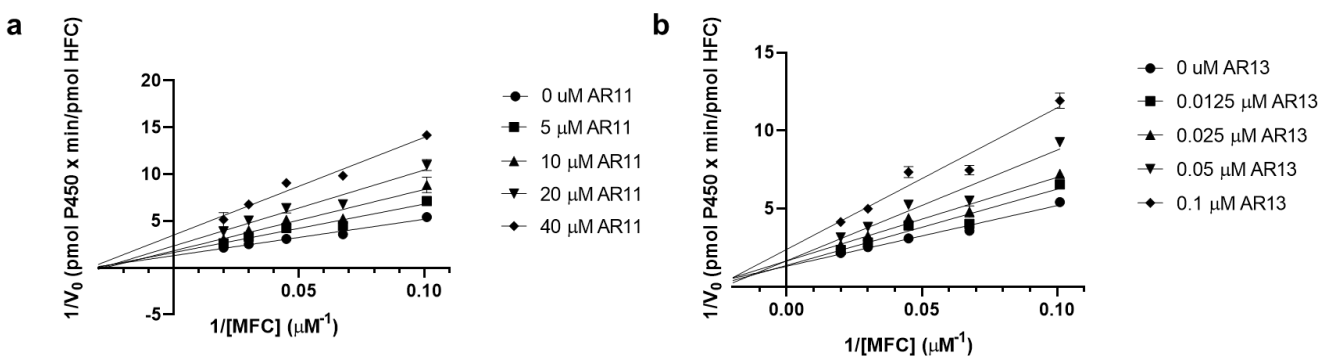 a
1/V0 (pmol P450 x min/pmol HFC)
20
15
10
5
-5
0.05
0.10
1/[MFC] (μM-1)
0 uM AR11
5 μM AR11
10 μM AR11
20 μM AR11
40 μM AR11
b
1/V0 (pmol P450 x min/pmol HFC)
15
10
5
0.00
0.05
0.10
1/[MFC] (μM-1)
0 uM AR13
0.0125 μM AR13
0.025 μM AR13
0.05 μM AR13
0.1 μM AR13